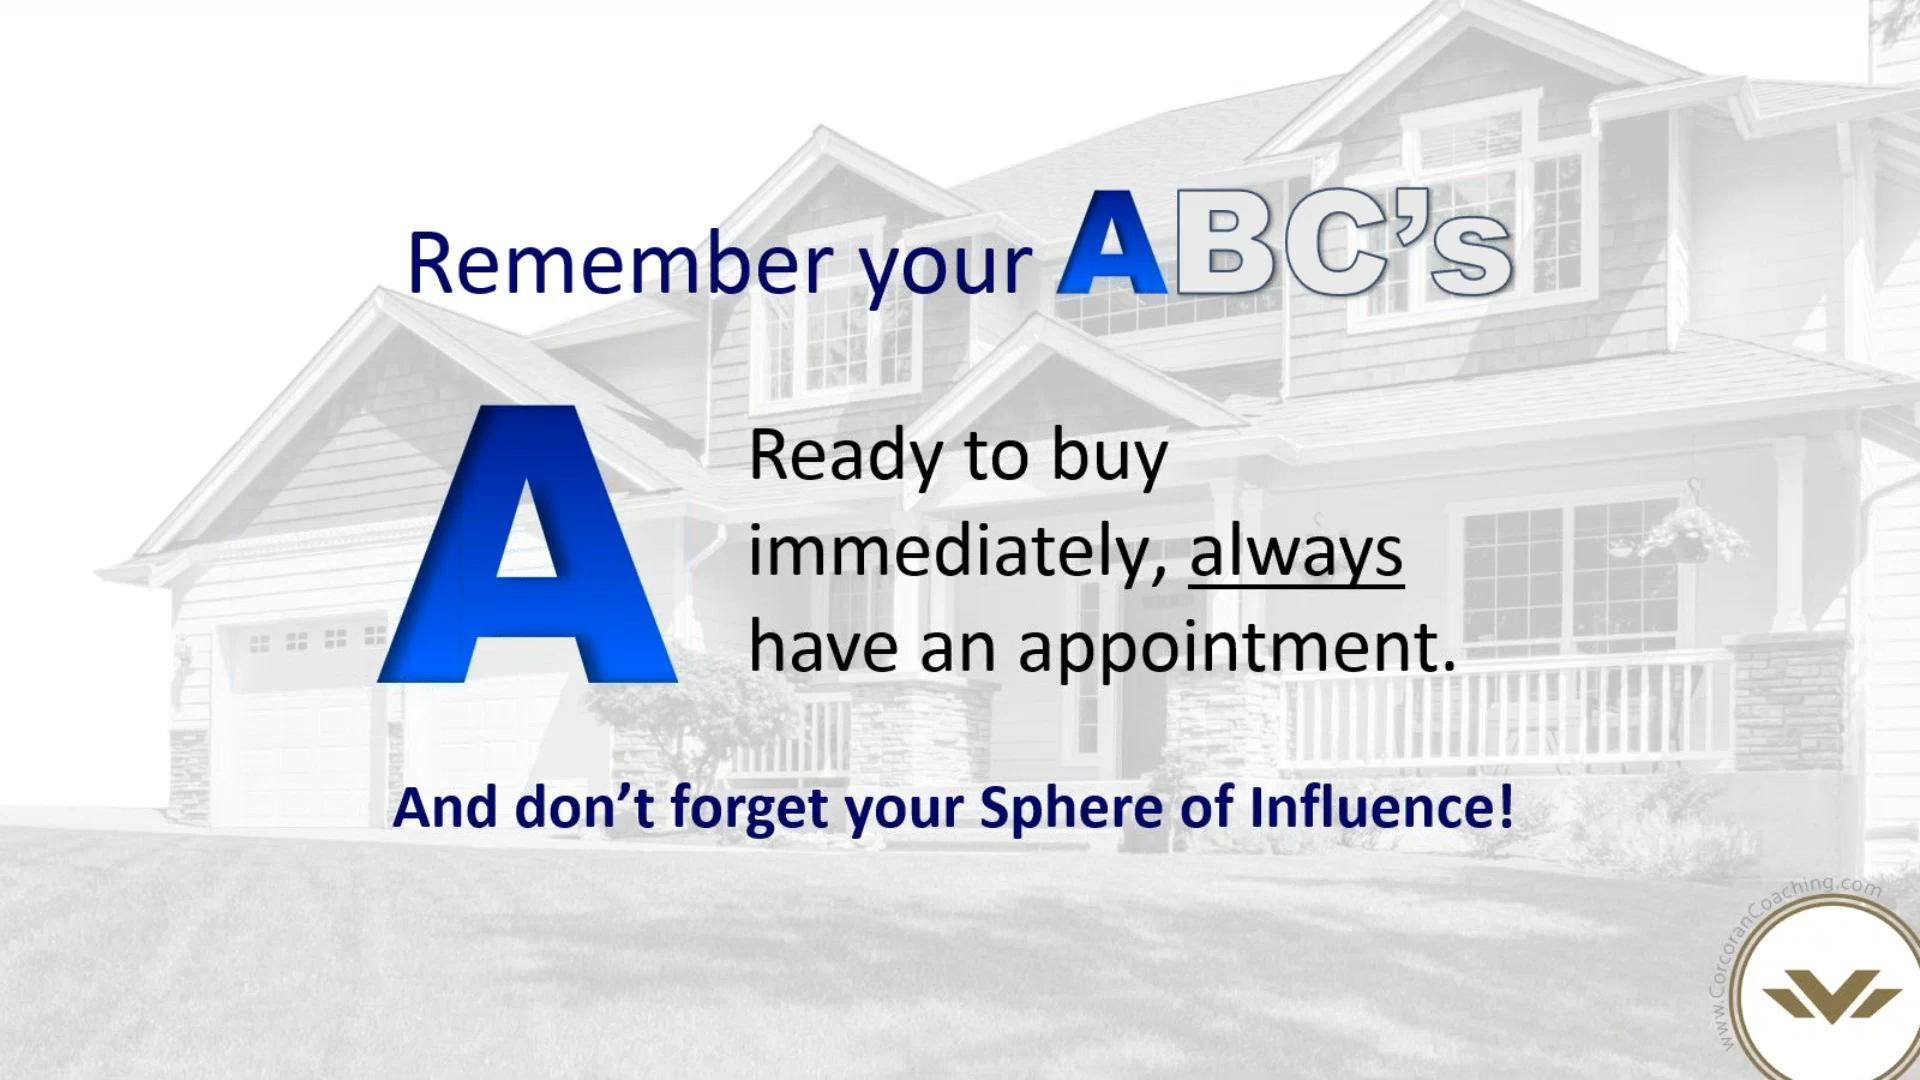 Remember your ABC’s
A
Ready to buy
immediately, always
have an appointment.
And don’t forget your Sphere of Influence!
www.CorcoranCoaching.com